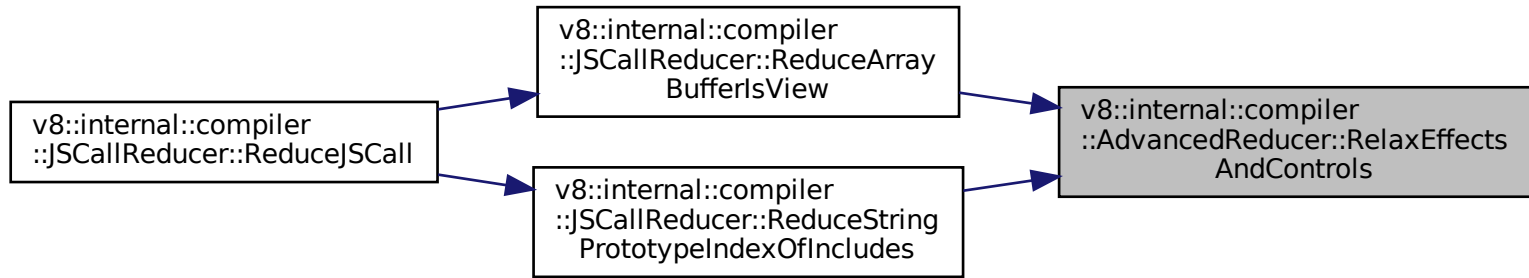 v8::internal::compiler
::JSCallReducer::ReduceJSCall
v8::internal::compiler
::JSCallReducer::ReduceArray
BufferIsView
v8::internal::compiler
::JSCallReducer::ReduceString
PrototypeIndexOfIncludes
v8::internal::compiler
::AdvancedReducer::RelaxEffects
AndControls